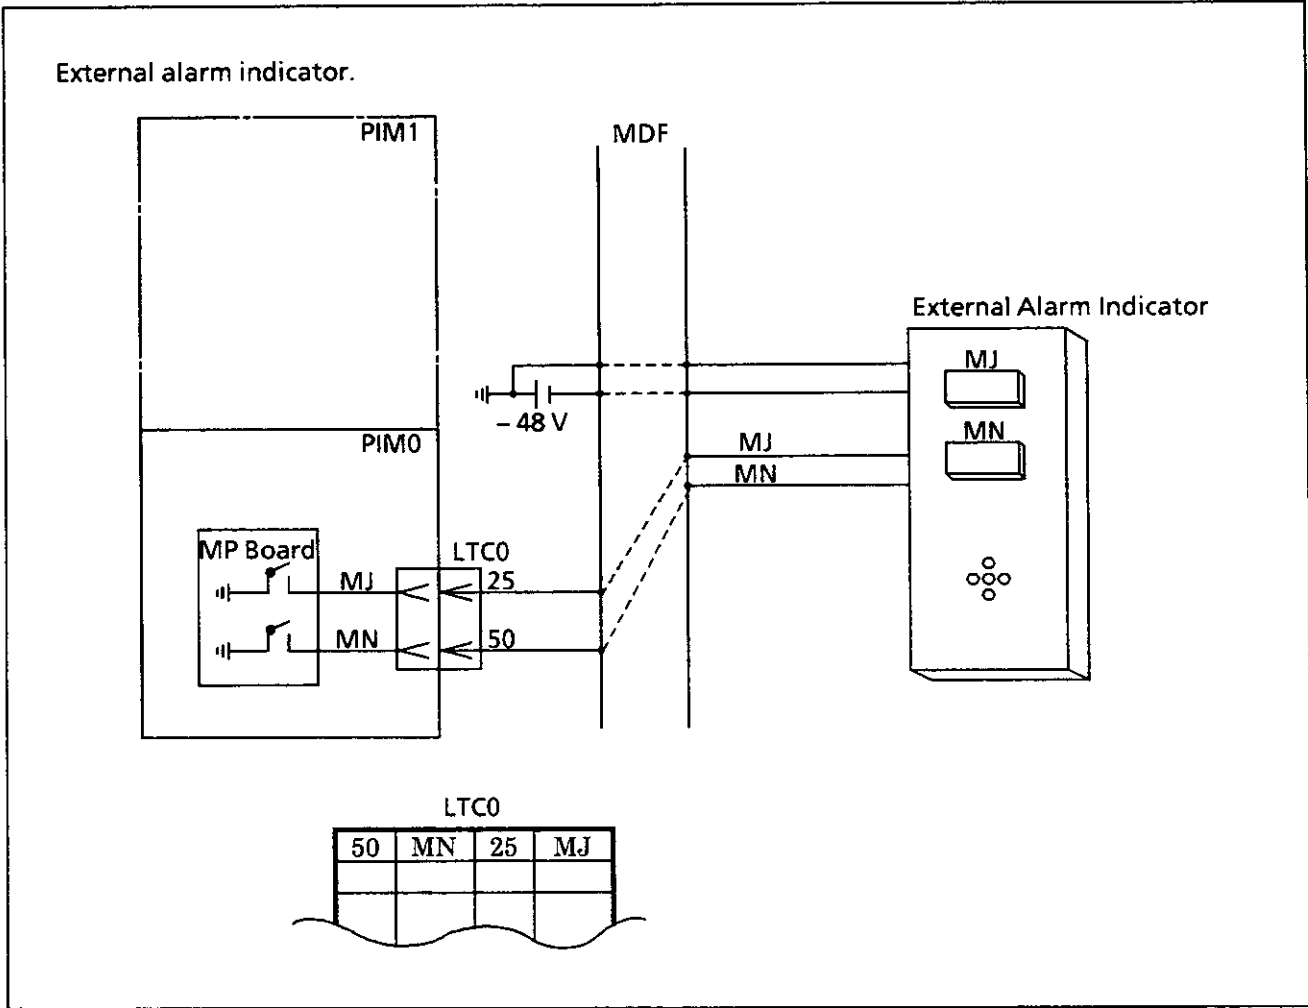 External alarm indicator.
PIM1
MDF
External Alarm Indicator
MJ
– 48 V
MN
PIM0
MJ
MN
MP Board
LTC0
MJ
25
MN
50
LTC0
50 MN 25 MJ